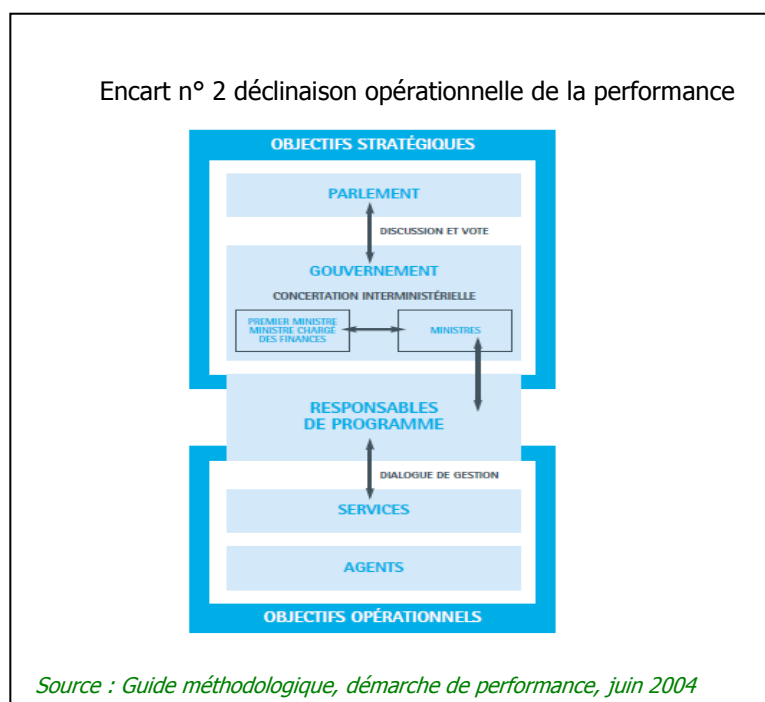 Encart n° 2 déclinaison opérationnelle de la performance
OBJECTIFS STRATÉGIQUES
PARLEMENT
DISCUSSION ET VOTE
GOUVERNEMENT
CONCERTATION INTERMINISTÉRIELLE
PREMIER MINISTRE
MINISTRE CHARGÉ
DES FINANCES
MINISTRES
RESPONSABLES
DE PROGRAMME
DIALOGUE DE GESTION
SERVICES
AGENTS
OBJECTIFS OPÉRATIONNELS
Source : Guide méthodologique, démarche de performance, juin 2004